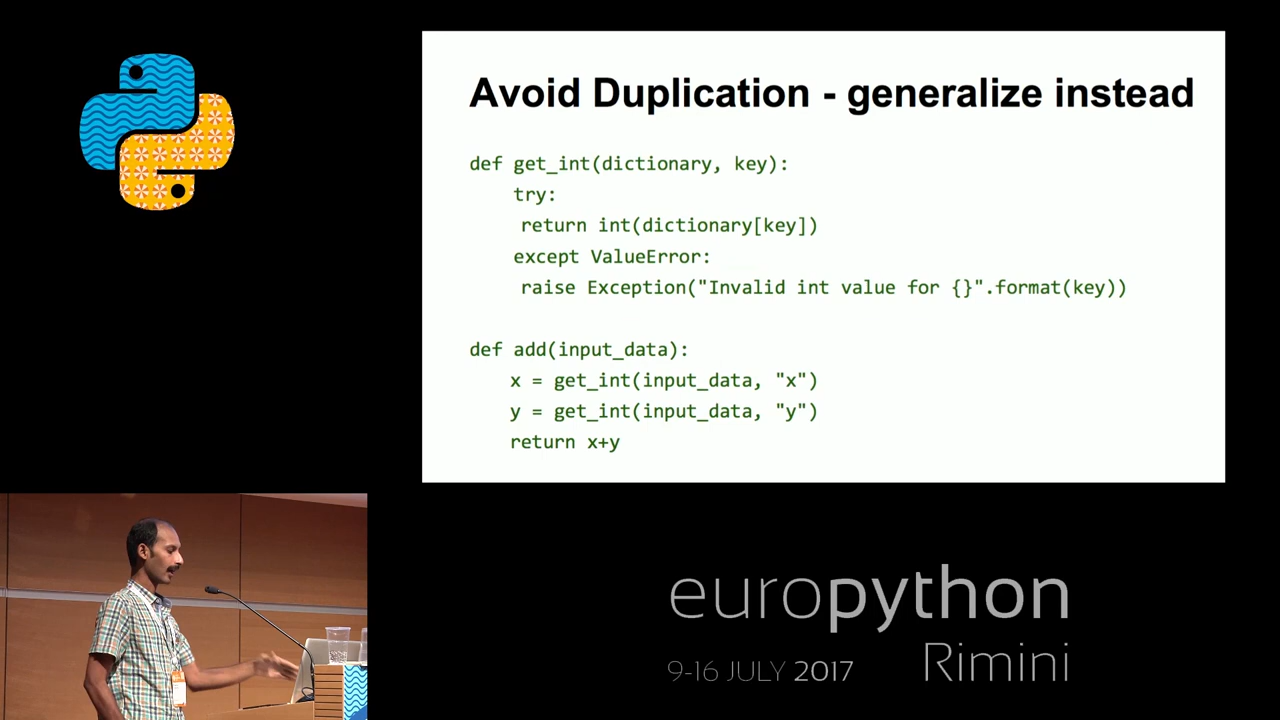 Avoid Duplication - generalize instead
def get_int(dictionary, key):
try:
return int(dictionary[key])
except ValueError:
raise Exception("Invalid int value for {}".format(key))
def add(input_data):
x = get_int(input_data, "x")
y = get_int(input_data, "y")
return x+y
europython
Rimini
9-16 JULY 2017